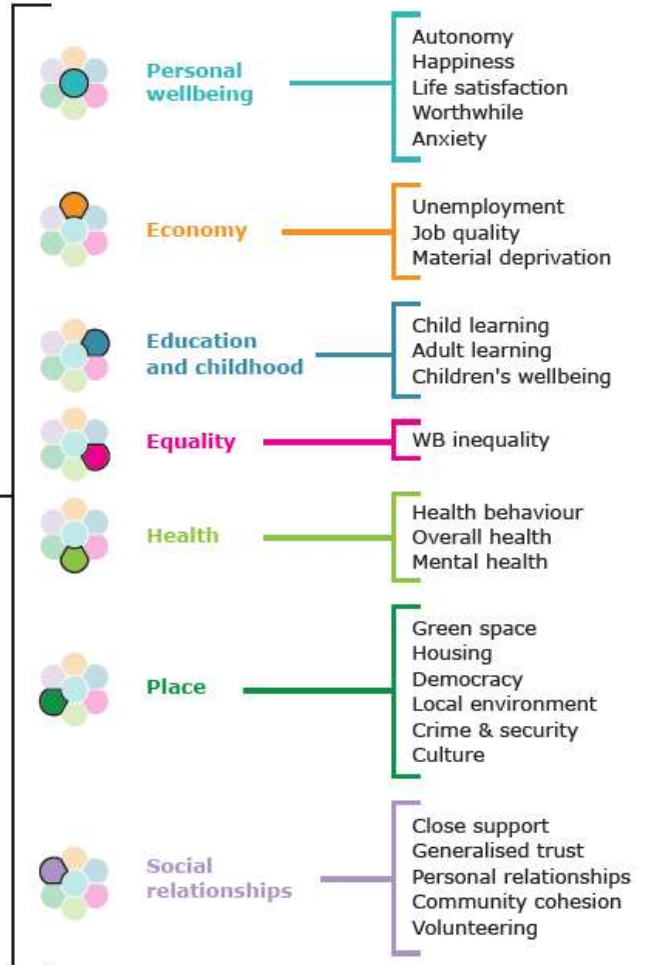 Personal
wellbeing
Autonomy
Happiness
Life satisfaction
Worthwhile
Anxiety
Economy
Unemployment
Job quality
Material deprivation
Education
and childhood
Child learning
Adult learning
Children's wellbeing
Equality
WB inequality
Health
Health behaviour
Overall health
Mental health
Place
Green space
Housing
Democracy
Local environment
Crime & security
Culture
Social
relationships
Close support
Generalised trust
Personal relationships
Community cohesion
Volunteering